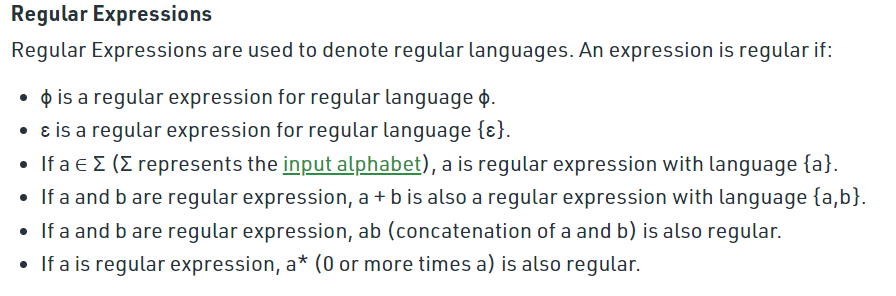 Regular Expressions
Regular Expressions are used to denote regular languages. An expression is regular if:
• ϕ is a regular expression for regular language ϕ.
• ɛ is a regular expression for regular language {ɛ}.
• If a ∈ Σ (Σ represents the input alphabet), a is regular expression with language {a}.
• If a and b are regular expression, a + b is also a regular expression with language {a,b}.
• If a and b are regular expression, ab (concatenation of a and b) is also regular.
• If a is regular expression, a* (0 or more times a) is also regular.